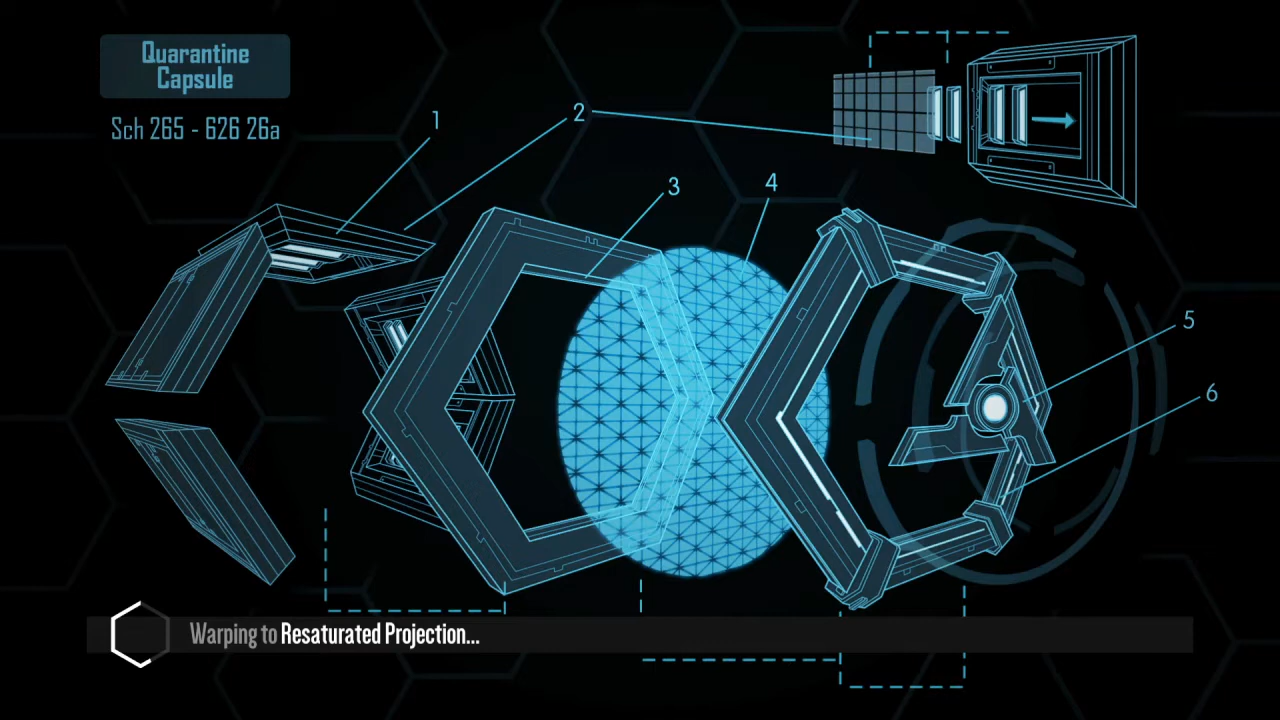 Quarantine
Capsule
Sch 265 - 626 26a
1
2
3
4
5
6
Warping to Resaturated Projection...